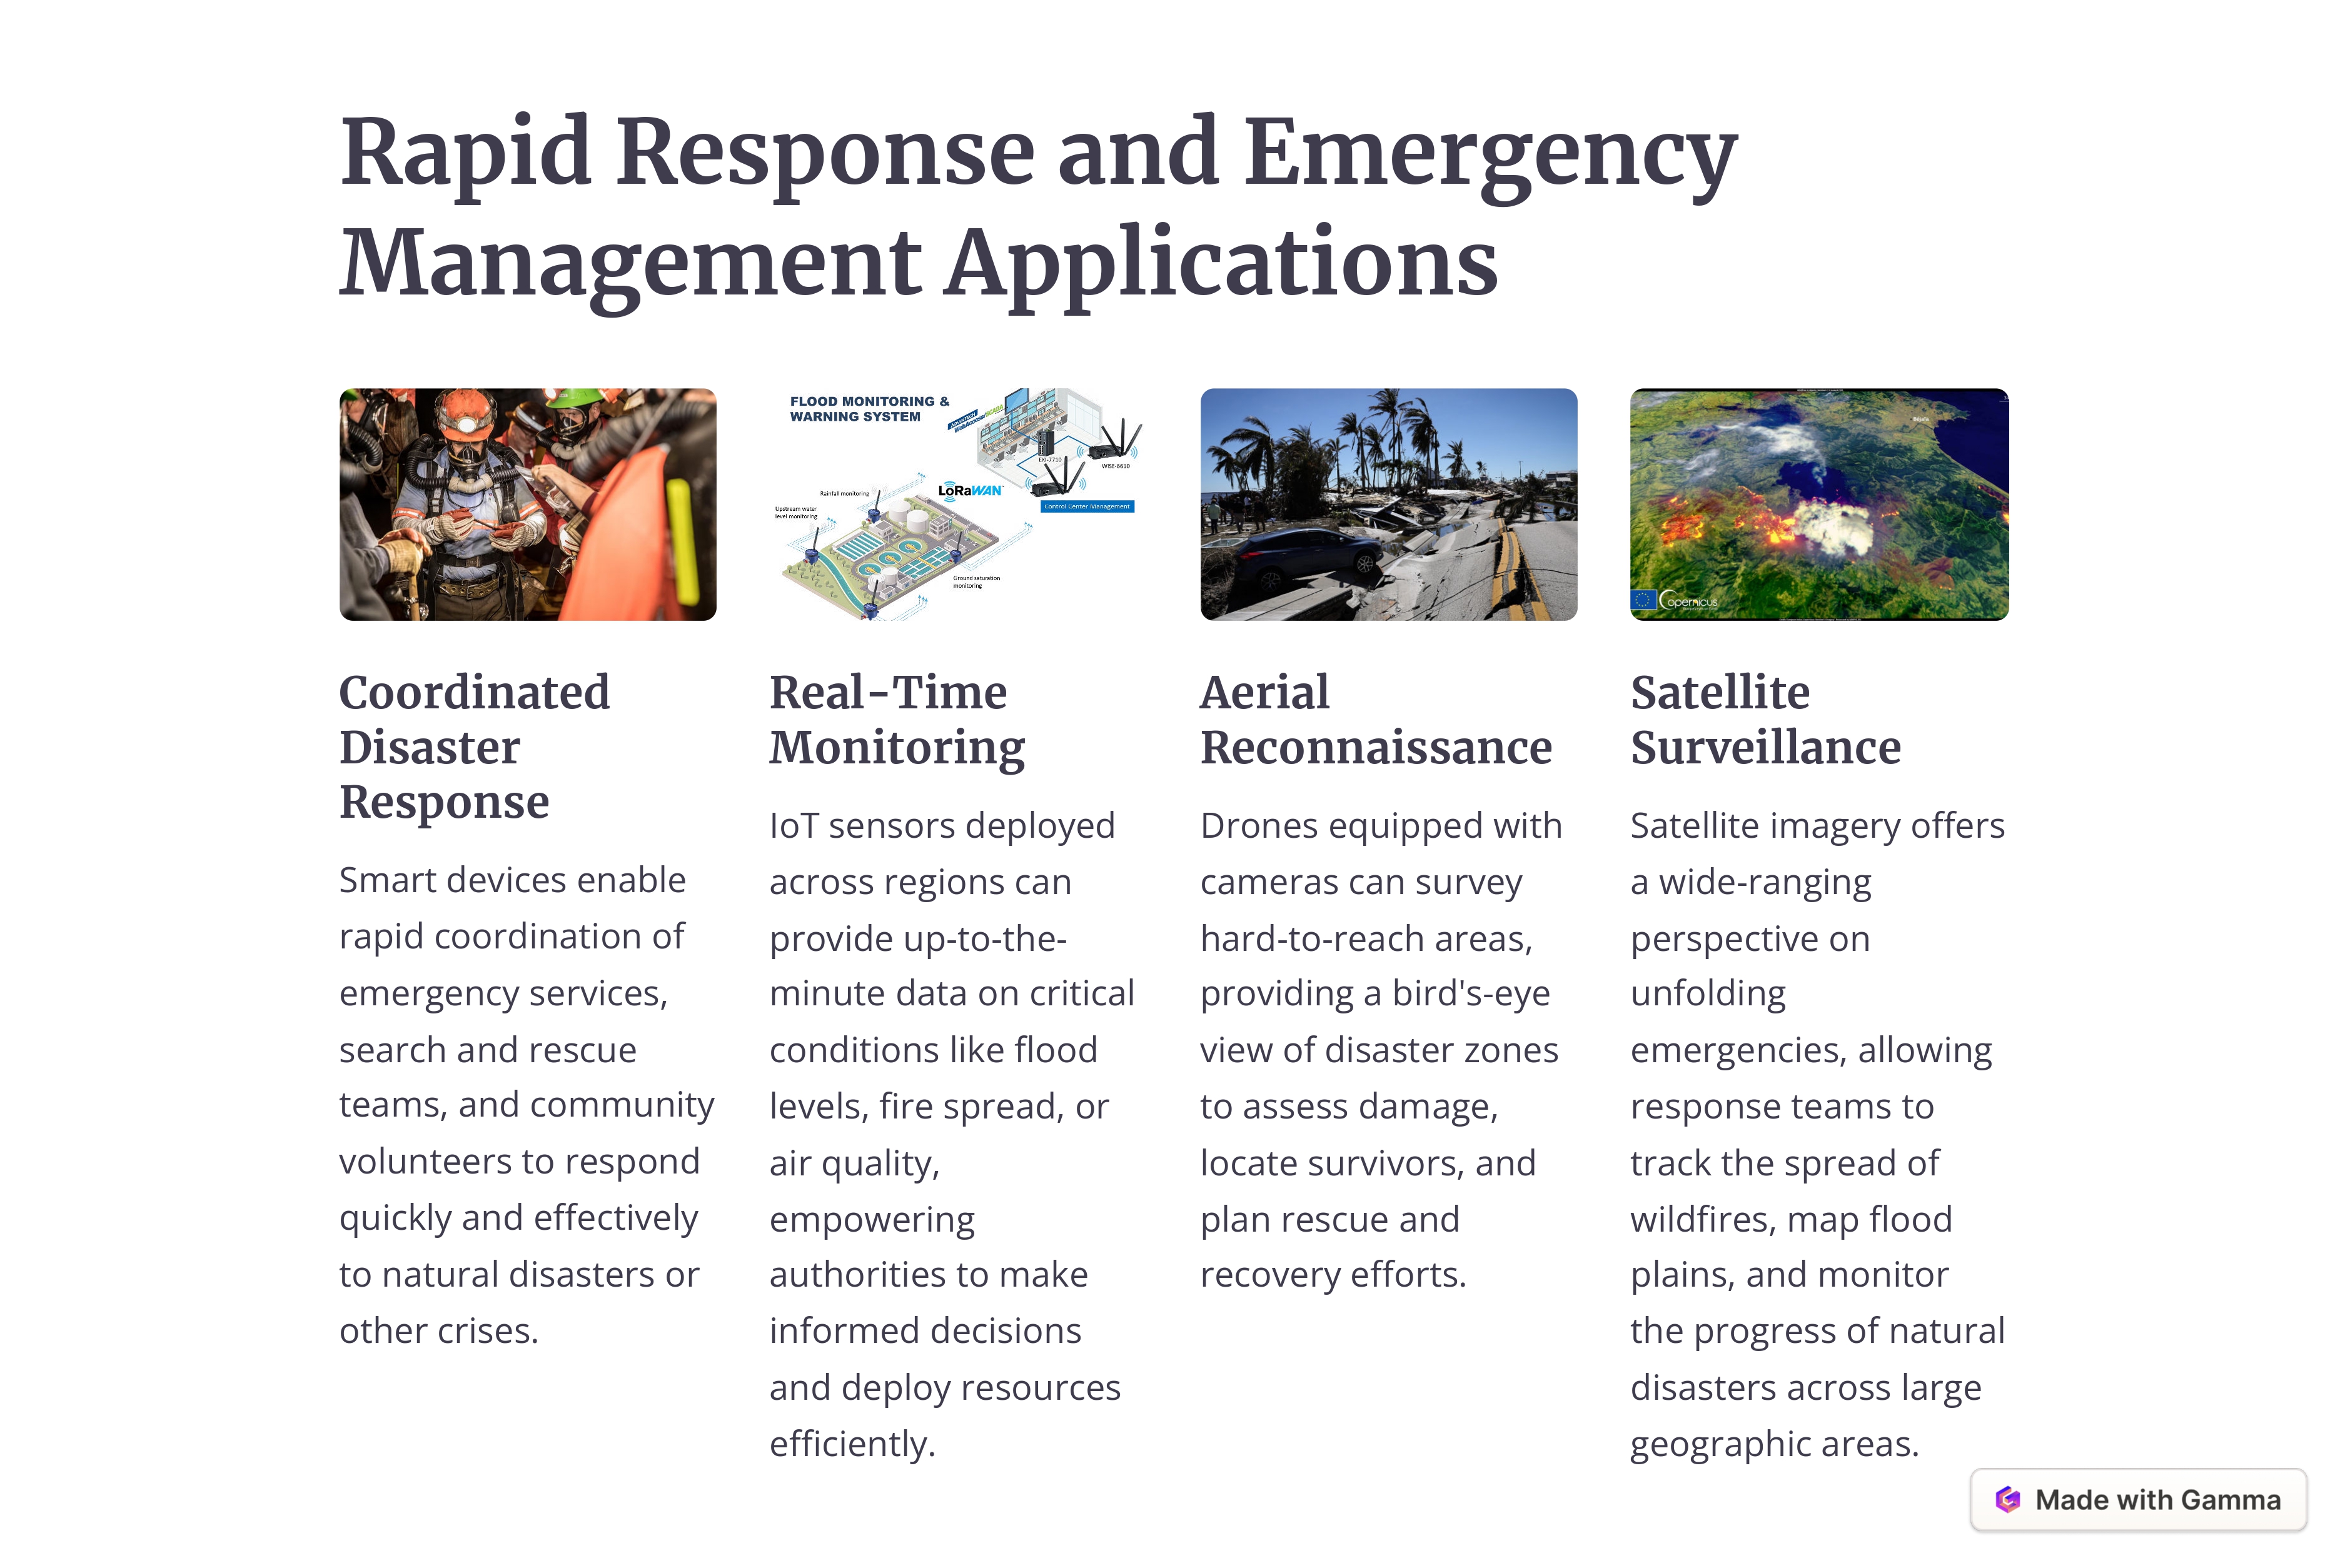 Rapid Response and Emergency
Management Applications
FLOOD MONITORING &
WARNING SYSTEM
ADVANTECH
WebAccess/SCADA
EKI-7710
WISE-6610
LoRaWAN
Control Center Management
Rainfall monitoring
Upstream water
level monitoring
Ground saturation
monitoring
opernicus
Coordinated
Disaster
Response
Smart devices enable
rapid coordination of
emergency services,
search and rescue
teams, and community
volunteers to respond
quickly and effectively
to natural disasters or
other crises.
Real-Time
Monitoring
IoT sensors deployed
across regions can
provide up-to-the-
minute data on critical
conditions like flood
levels, fire spread, or
air quality,
empowering
authorities to make
informed decisions
and deploy resources
efficiently.
Aerial
Reconnaissance
Drones equipped with
cameras can survey
hard-to-reach areas,
providing a bird's-eye
view of disaster zones
to assess damage,
locate survivors, and
plan rescue and
recovery efforts.
Satellite
Surveillance
Satellite imagery offers
a wide-ranging
perspective on
unfolding
emergencies, allowing
response teams to
track the spread of
wildfires, map flood
plains, and monitor
the progress of natural
disasters across large
geographic areas.
Made with Gamma